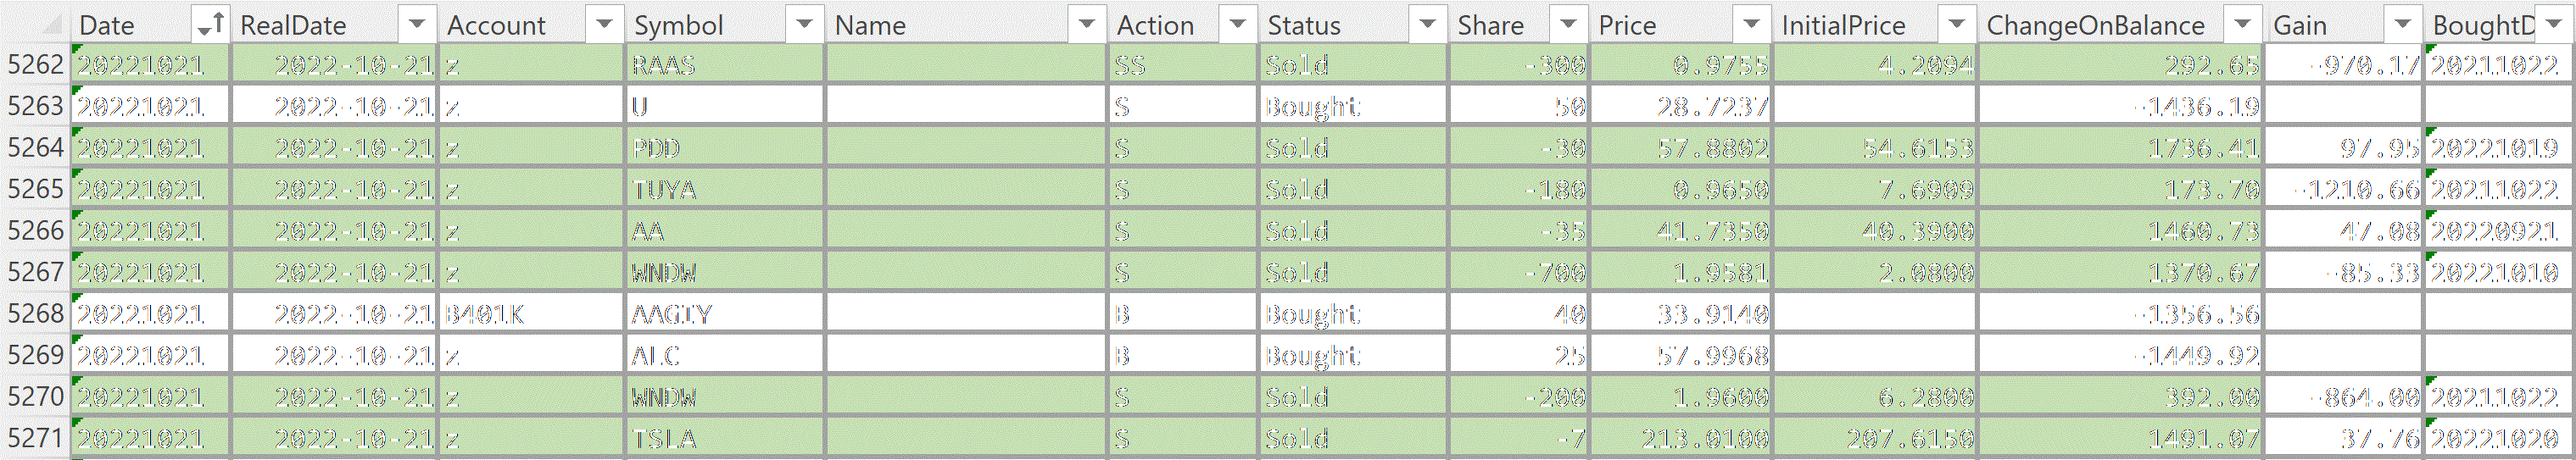 Date RealDate Account Symbol Name Action Status Share Price InitialPrice ChangeOnBalance Gain BoughtD
5262 20221021 2022-10-21 z RAAS SS Sold -300 0.9755 4.2094 292.65 -970.17 20211022
5263 20221021 2022-10-21 z U S Bought 50 28.7237 -1436.19
5264 20221021 2022-10-21 z PDD S Sold -30 57.8802 54.6153 1736.41 97.95 20221019
5265 20221021 2022-10-21 z TUYA S Sold -180 0.9650 7.6909 173.70 -1210.66 20211022
5266 20221021 2022-10-21 z AA S Sold -35 41.7350 40.3900 1460.73 47.08 20220921
5267 20221021 2022-10-21 z WNDW S Sold -700 1.9581 2.0800 1370.67 -85.33 20221010
5268 20221021 2022-10-21 B401K AAGIY B Bought 40 33.9140 -1356.56
5269 20221021 2022-10-21 z ALC B Bought 25 57.9968 -1449.92
5270 20221021 2022-10-21 z WNDW S Sold -200 1.9600 6.2800 392.00 -864.00 20211022
5271 20221021 2022-10-21 z TSLA S Sold -7 213.0100 207.6150 1491.07 37.76 20221020